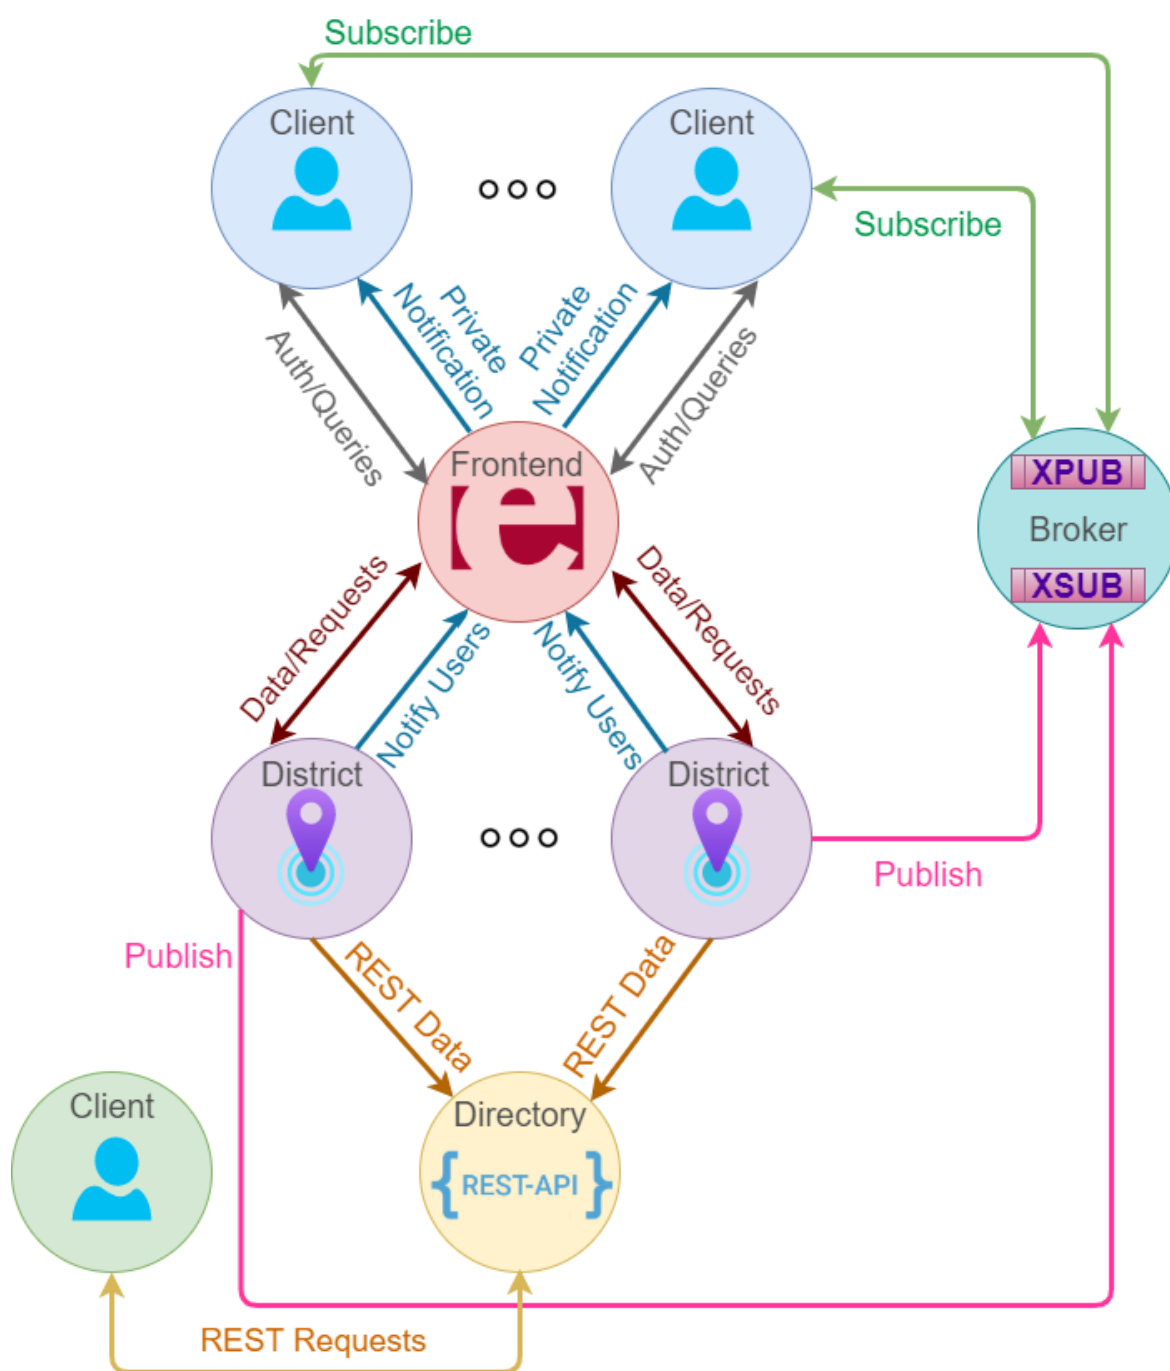 Subscribe
Client
Client
Subscribe
Private
Notification
Private
Notification
Auth/Queries
Auth/Queries
Frontend
e
XPUB
Broker
XSUB
Data/Requests
Notify Users
Notify Users
Data/Requests
District
District
Publish
Publish
REST Data
REST Data
Client
Directory
{REST-API}
REST Requests